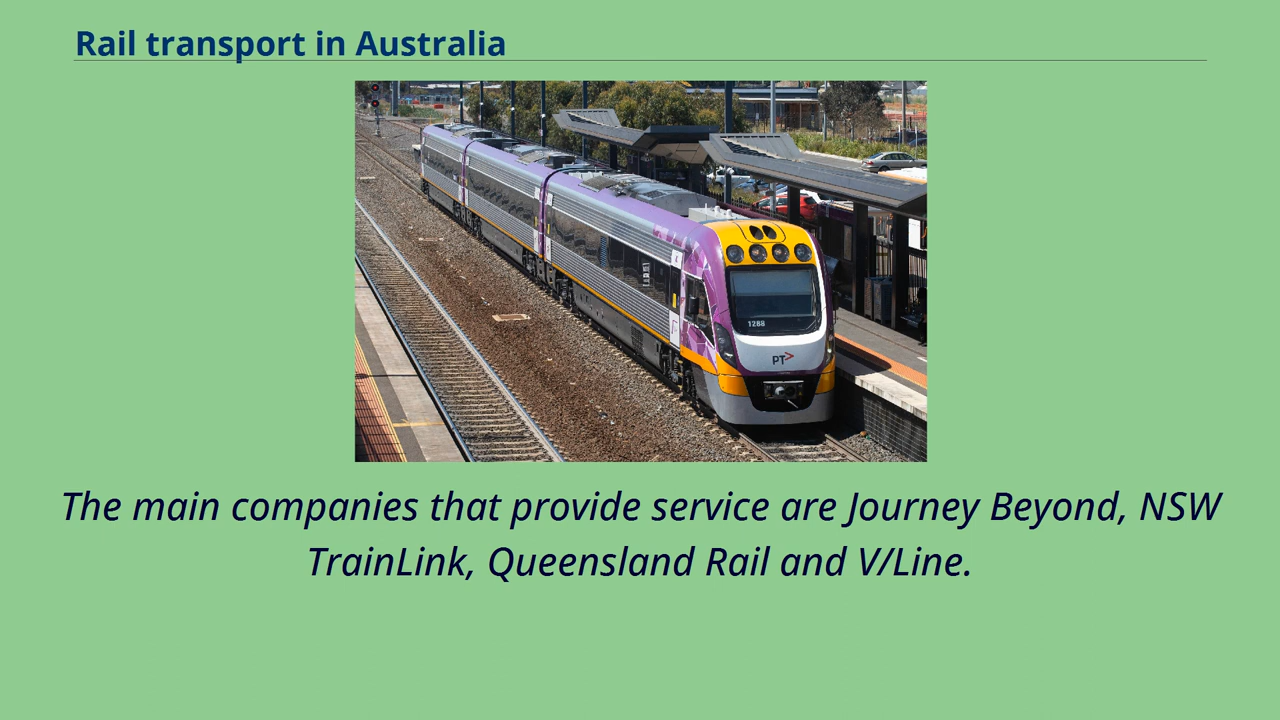 Rail transport in Australia
1268
PT>
The main companies that provide service are Journey Beyond, NSW
TrainLink, Queensland Rail and V/Line.